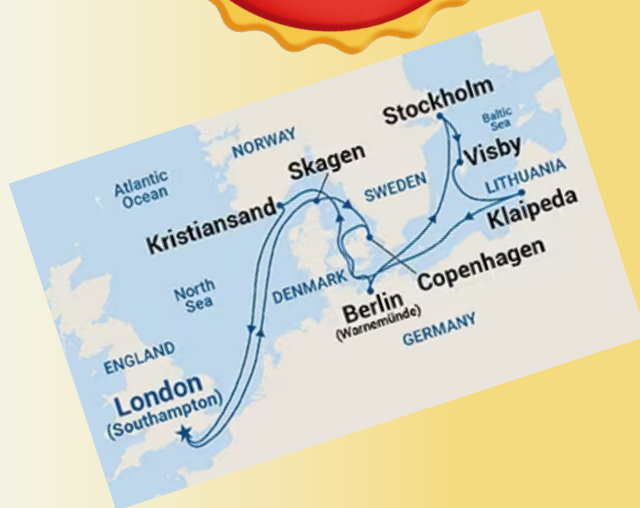 Stockholm
Baltic
Sea
NORWAY
Visby
Skagen
Atlantic
Ocean
SWEDEN
LITHUANIA
Klaipeda
Kristiansand
Copenhagen
North
Sea
DENMARK
Berlin
(Warnemünde)
GERMANY
ENGLAND
London
(Southampton)